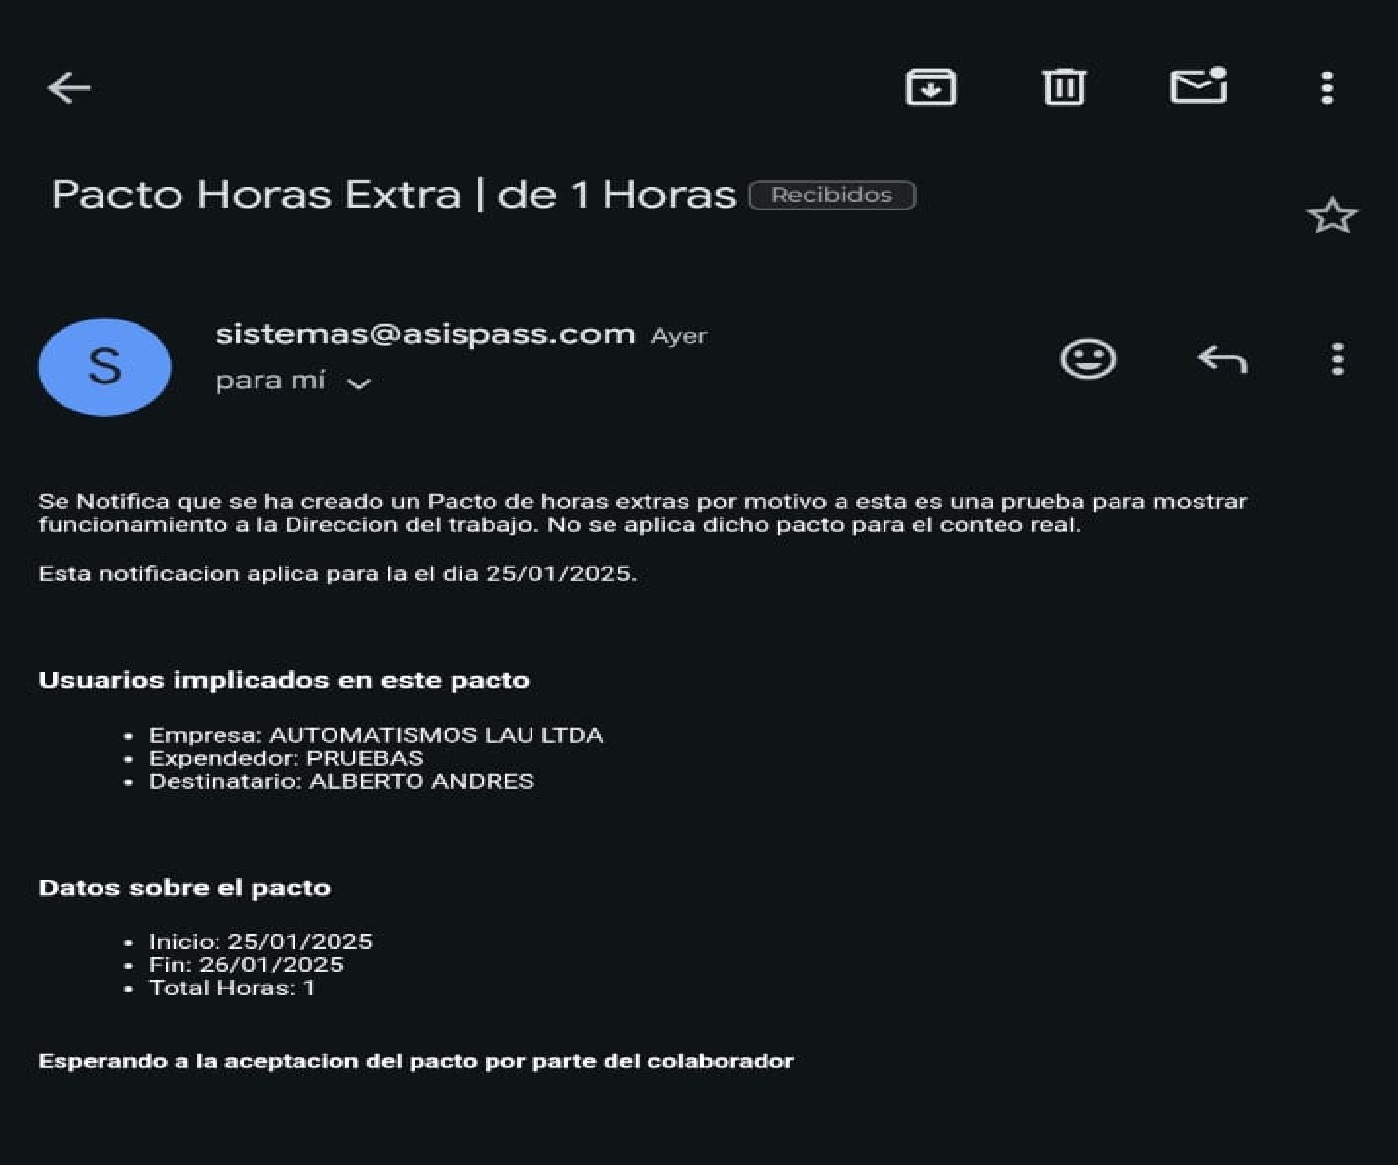 Pacto Horas Extra | de 1 Horas Recibidos
S
sistemas@asispass.com Ayer
para mí
Se Notifica que se ha creado un Pacto de horas extras por motivo a esta es una prueba para mostrar
funcionamiento a la Direccion del trabajo. No se aplica dicho pacto para el conteo real.
Esta notificacion aplica para la el dia 25/01/2025.
Usuarios implicados en este pacto
• Empresa: AUTOMATISMOS LAU LTDA
• Expendedor: PRUEBAS
• Destinatario: ALBERTO ANDRES
Datos sobre el pacto
• Inicio: 25/01/2025
• Fin: 26/01/2025
• Total Horas: 1
Esperando a la aceptacion del pacto por parte del colaborador